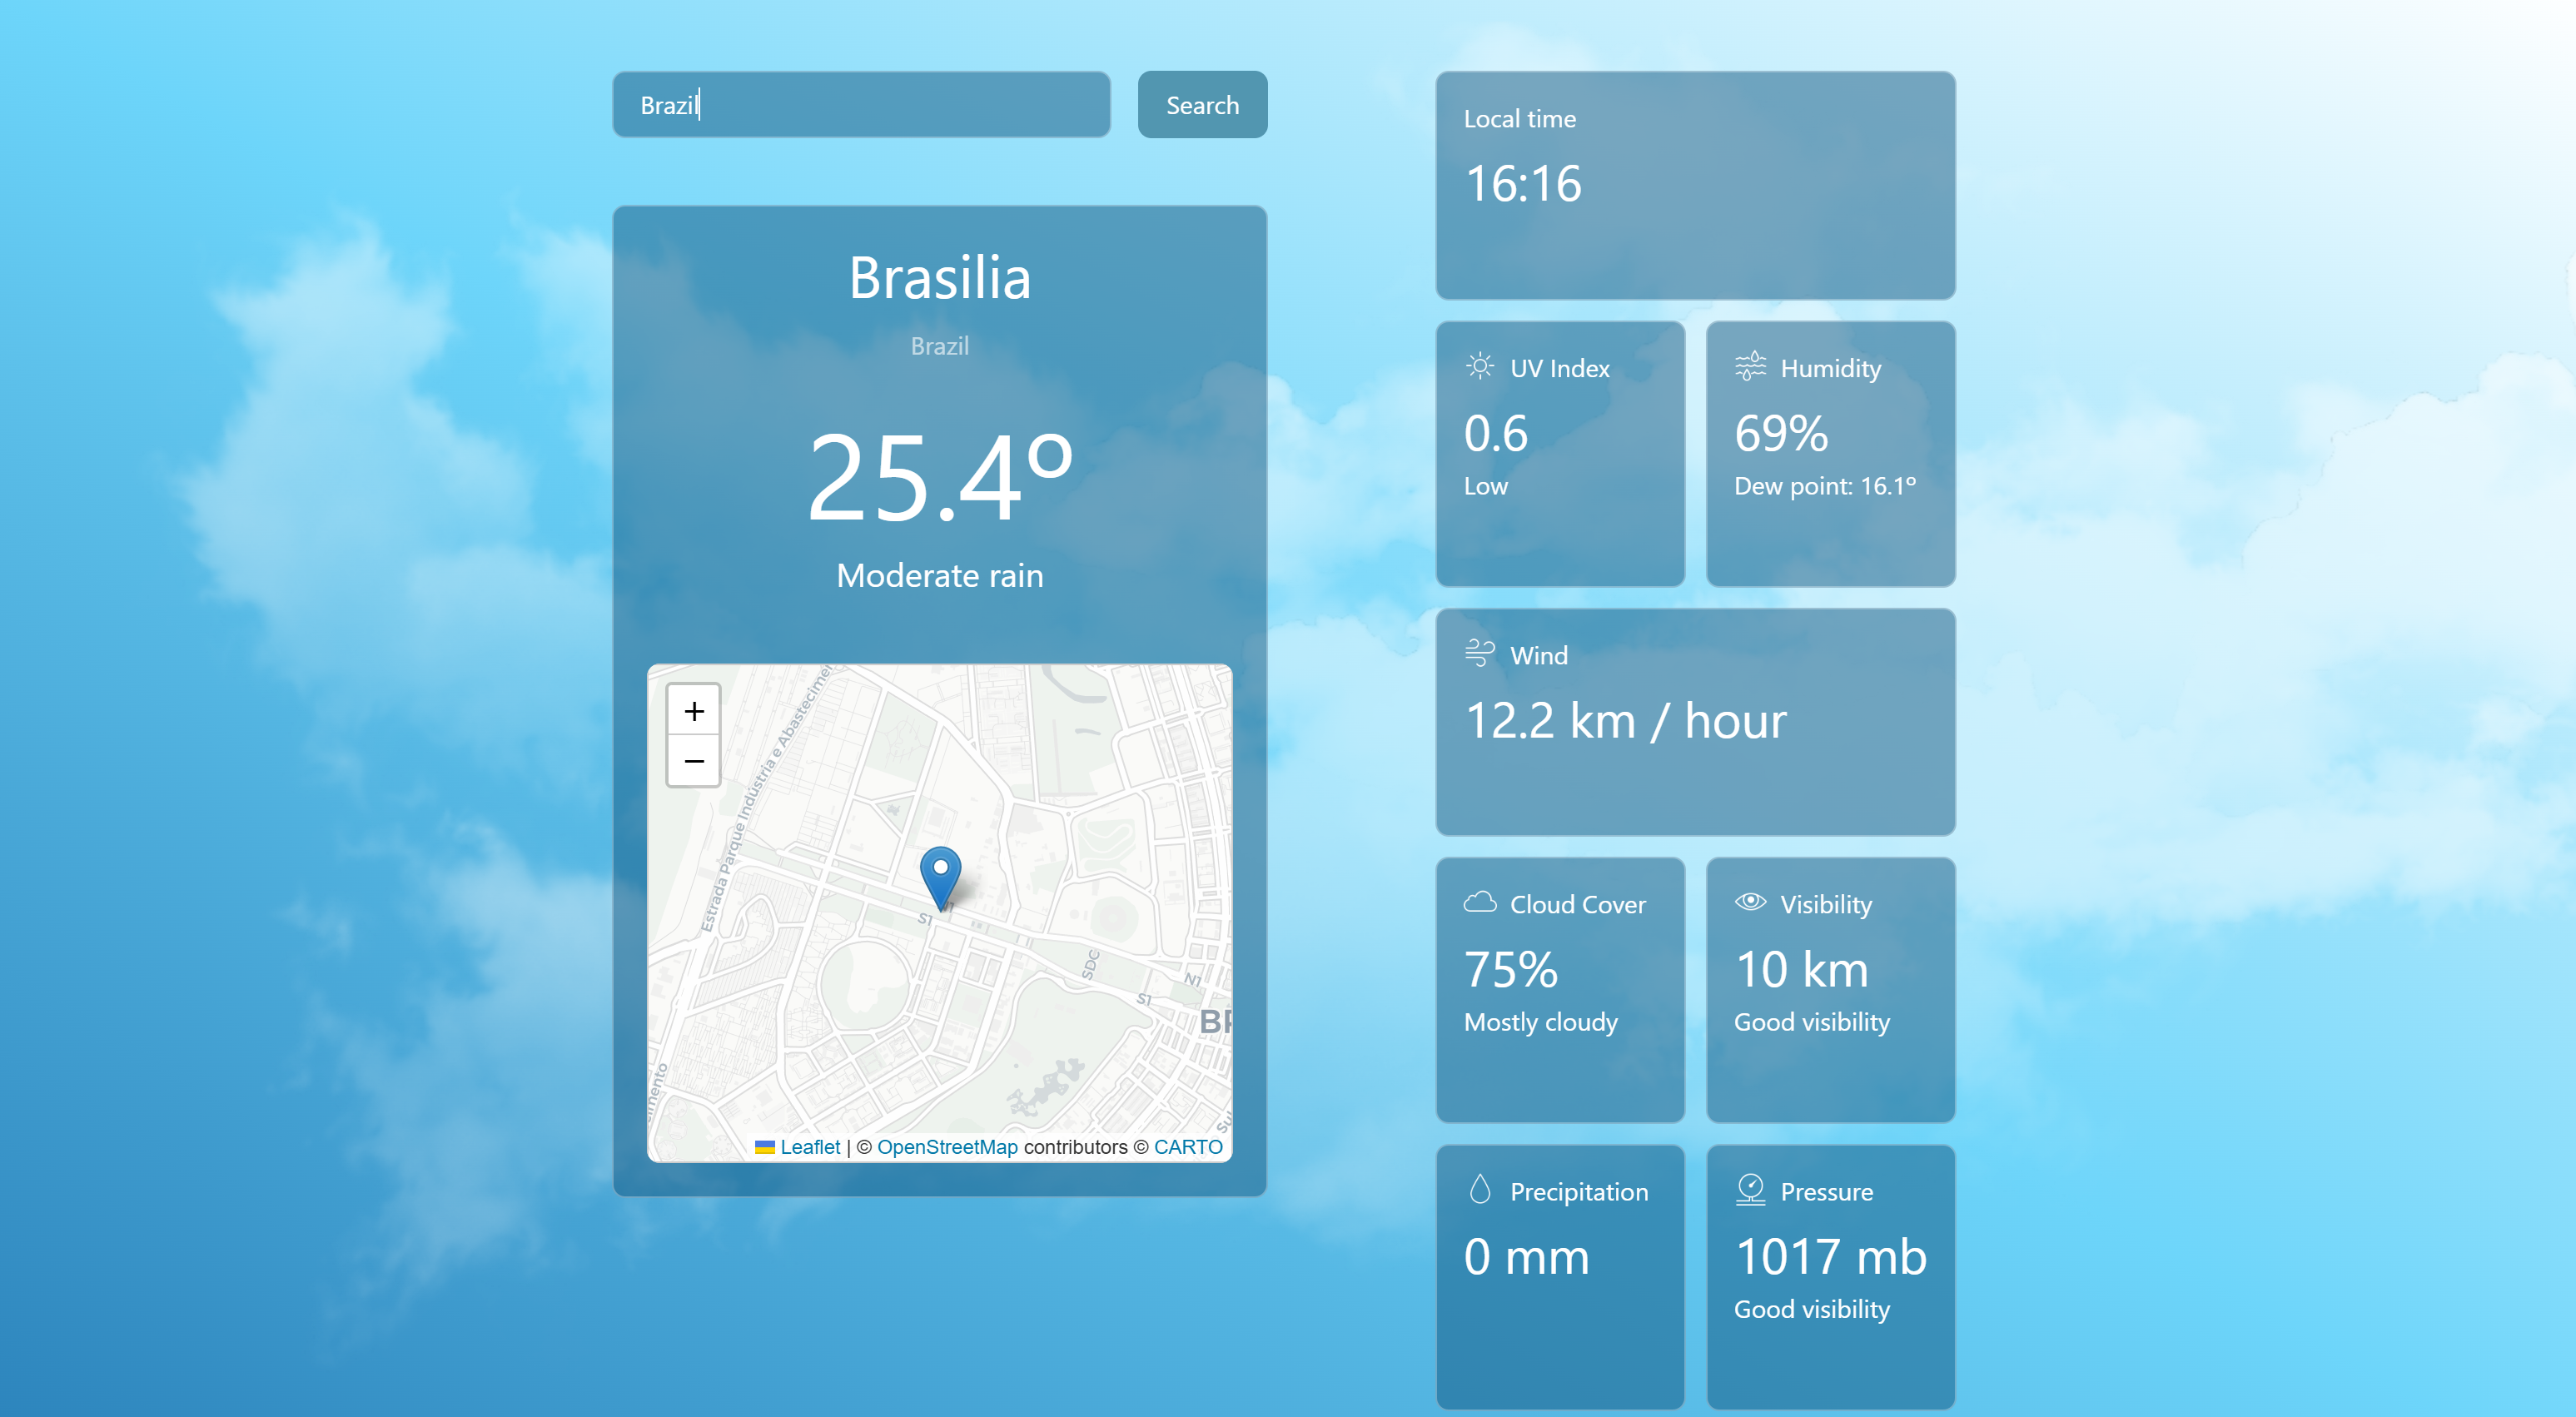 Brazil
Search
Brasilia
Brazil
25.4º
Moderate rain
+
−
Estrada Parque Indústria e Abastecimen
S1
SDC
N1
S1
BR
imento
Su
Leaflet | © OpenStreetMap contributors © CARTO
Local time
16:16
UV Index
0.6
Low
Humidity
69%
Dew point: 16.1º
Wind
12.2 km / hour
Cloud Cover
75%
Mostly cloudy
Visibility
10 km
Good visibility
Precipitation
0 mm
Pressure
1017 mb
Good visibility